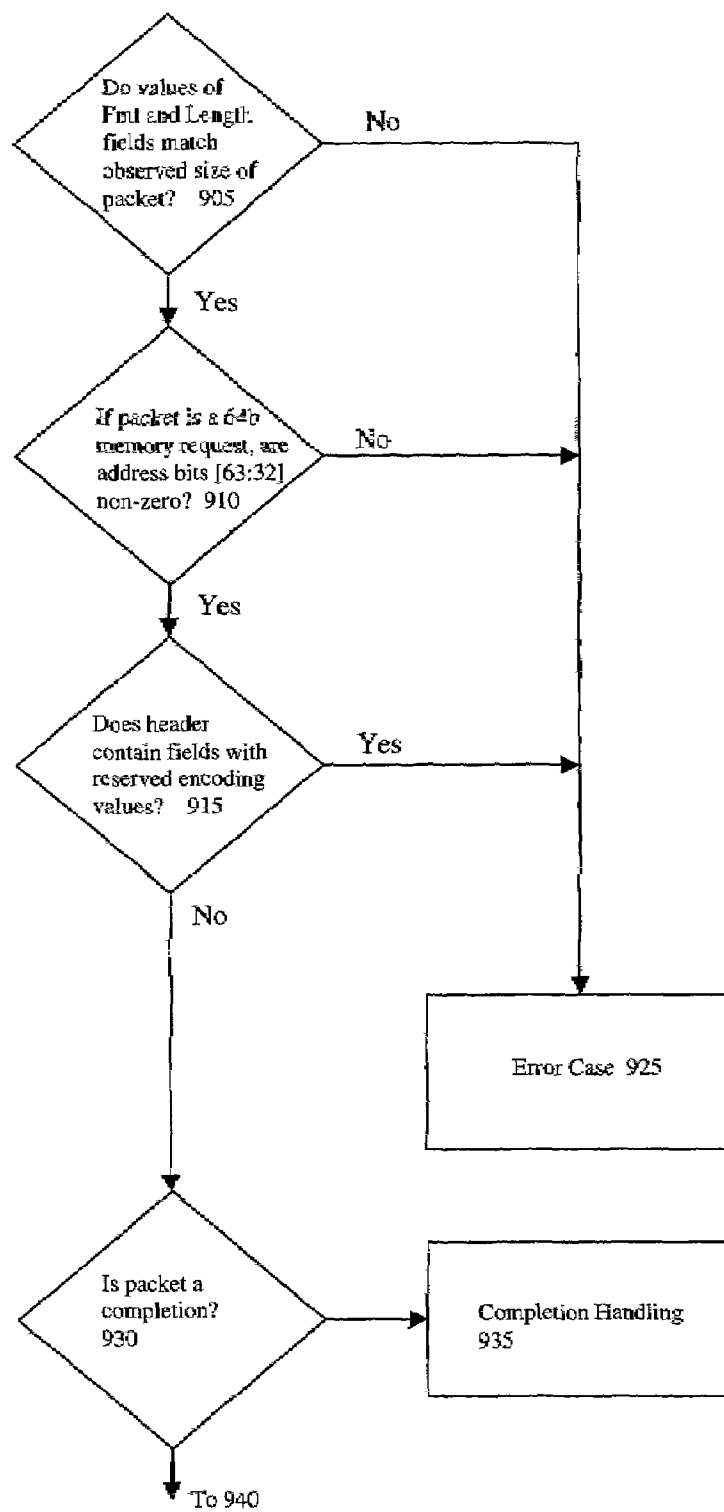 Do values of
Fmt and Length
fields match
observed size of
packet? 905
No
Yes
If packet is a 64b
memory request, are
address bits [63:32]
non-zero? 910
No
Yes
Does header
contain fields with
reserved encoding
values? 915
Yes
No
Error Case 925
Is packet a
completion?
930
Completion Handling
935
To 940